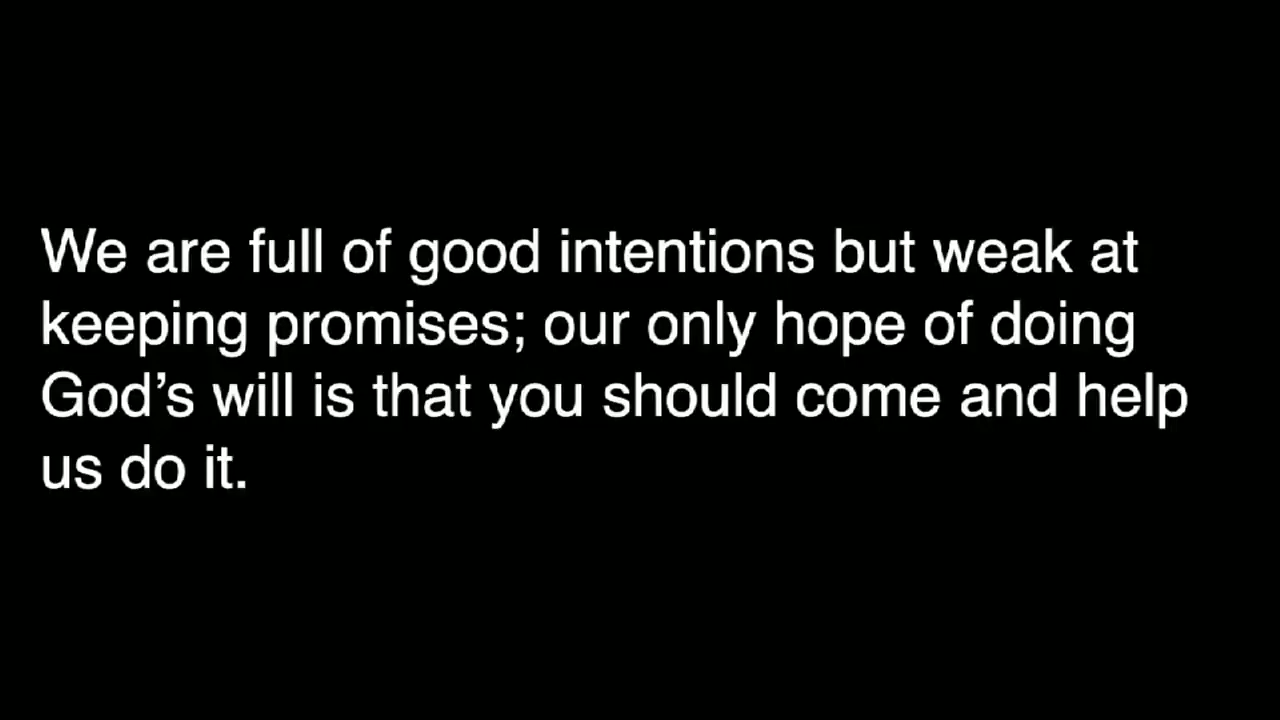 We are full of good intentions but weak at
keeping promises; our only hope of doing
God’s will is that you should come and help
us do it.